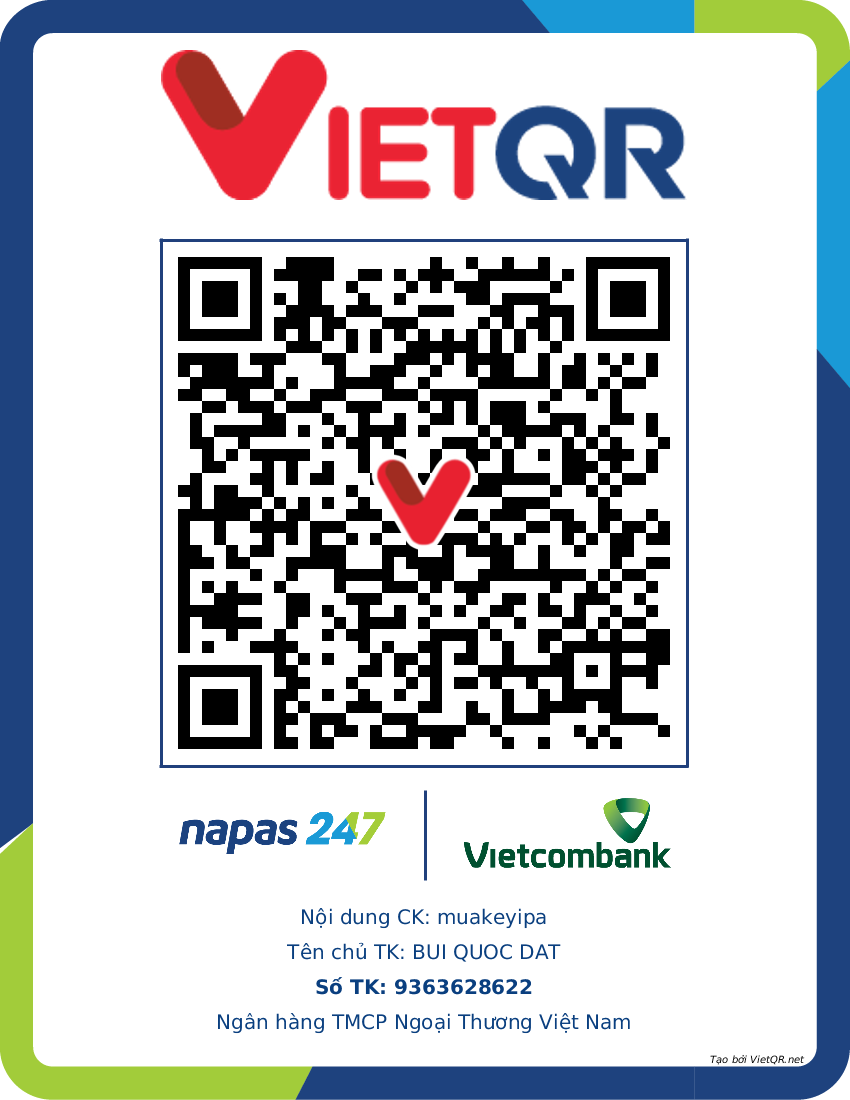 VIETQR
napas 247
Vietcombank
Nội dung CK: muakeyipa
Tên chủ TK: BUI QUOC DAT
Số TK: 9363628622
Ngân hàng TMCP Ngoại Thương Việt Nam
Tạo bởi VietQR.net